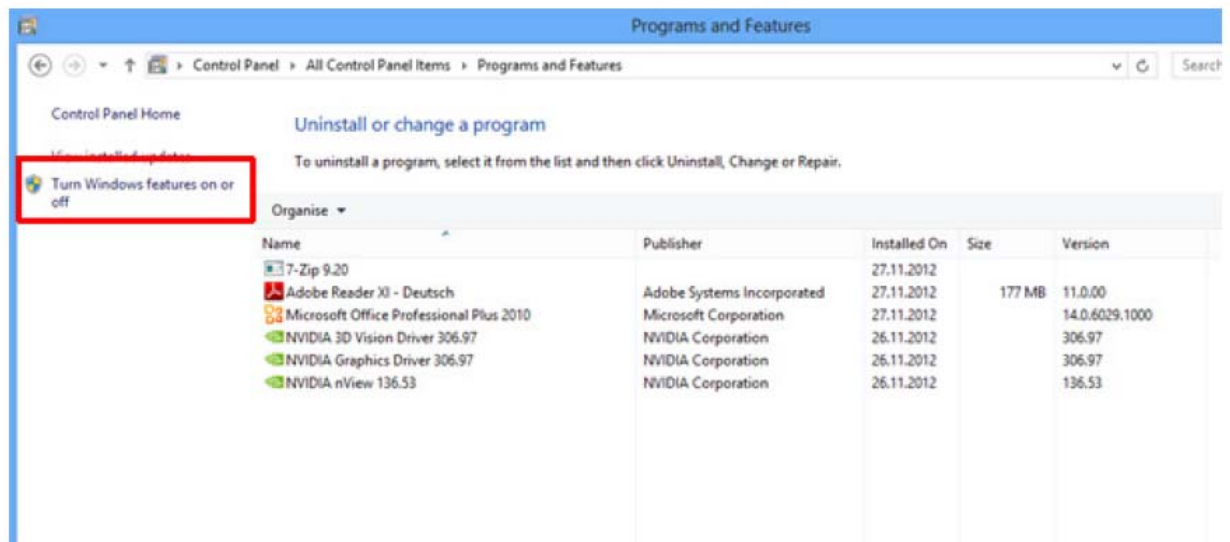 Programs and Features
Control Panel All Control Panel Items Programs and Features
Search
Control Panel Home
View installed updates
Turn Windows features on or
off
Uninstall or change a program
To uninstall a program, select it from the list and then click Uninstall, Change or Repair.
Organise
Name Publisher Installed On Size Version
7-Zip 9.20 27.11.2012
Adobe Reader XI - Deutsch Adobe Systems Incorporated 27.11.2012 177 MB 11.0.00
Microsoft Office Professional Plus 2010 Microsoft Corporation 27.11.2012 14.0.6029.1000
NVIDIA 3D Vision Driver 306.97 NVIDIA Corporation 26.11.2012 306.97
NVIDIA Graphics Driver 306.97 NVIDIA Corporation 26.11.2012 306.97
NVIDIA nView 136.53 NVIDIA Corporation 26.11.2012 136.53